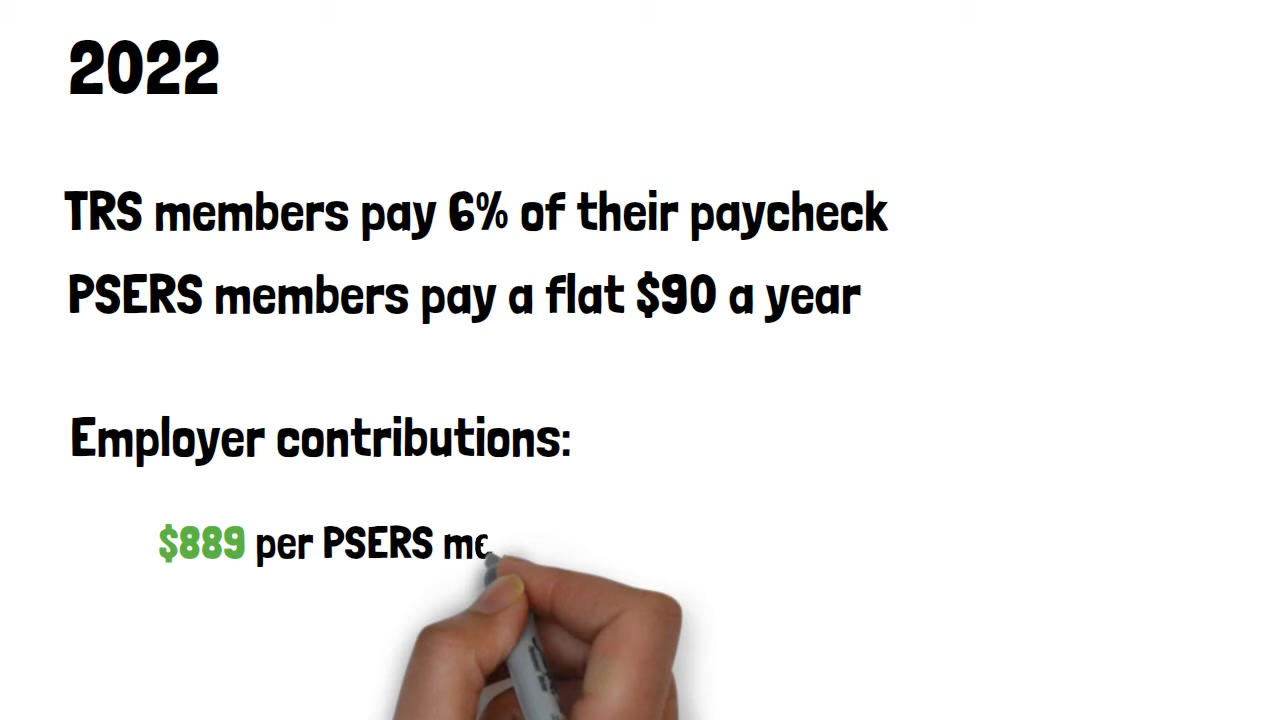 2022
TRS members pay 6% of their paycheck
PSERS members pay a flat $90 a year
Employer contributions:
$889 per PSERS me